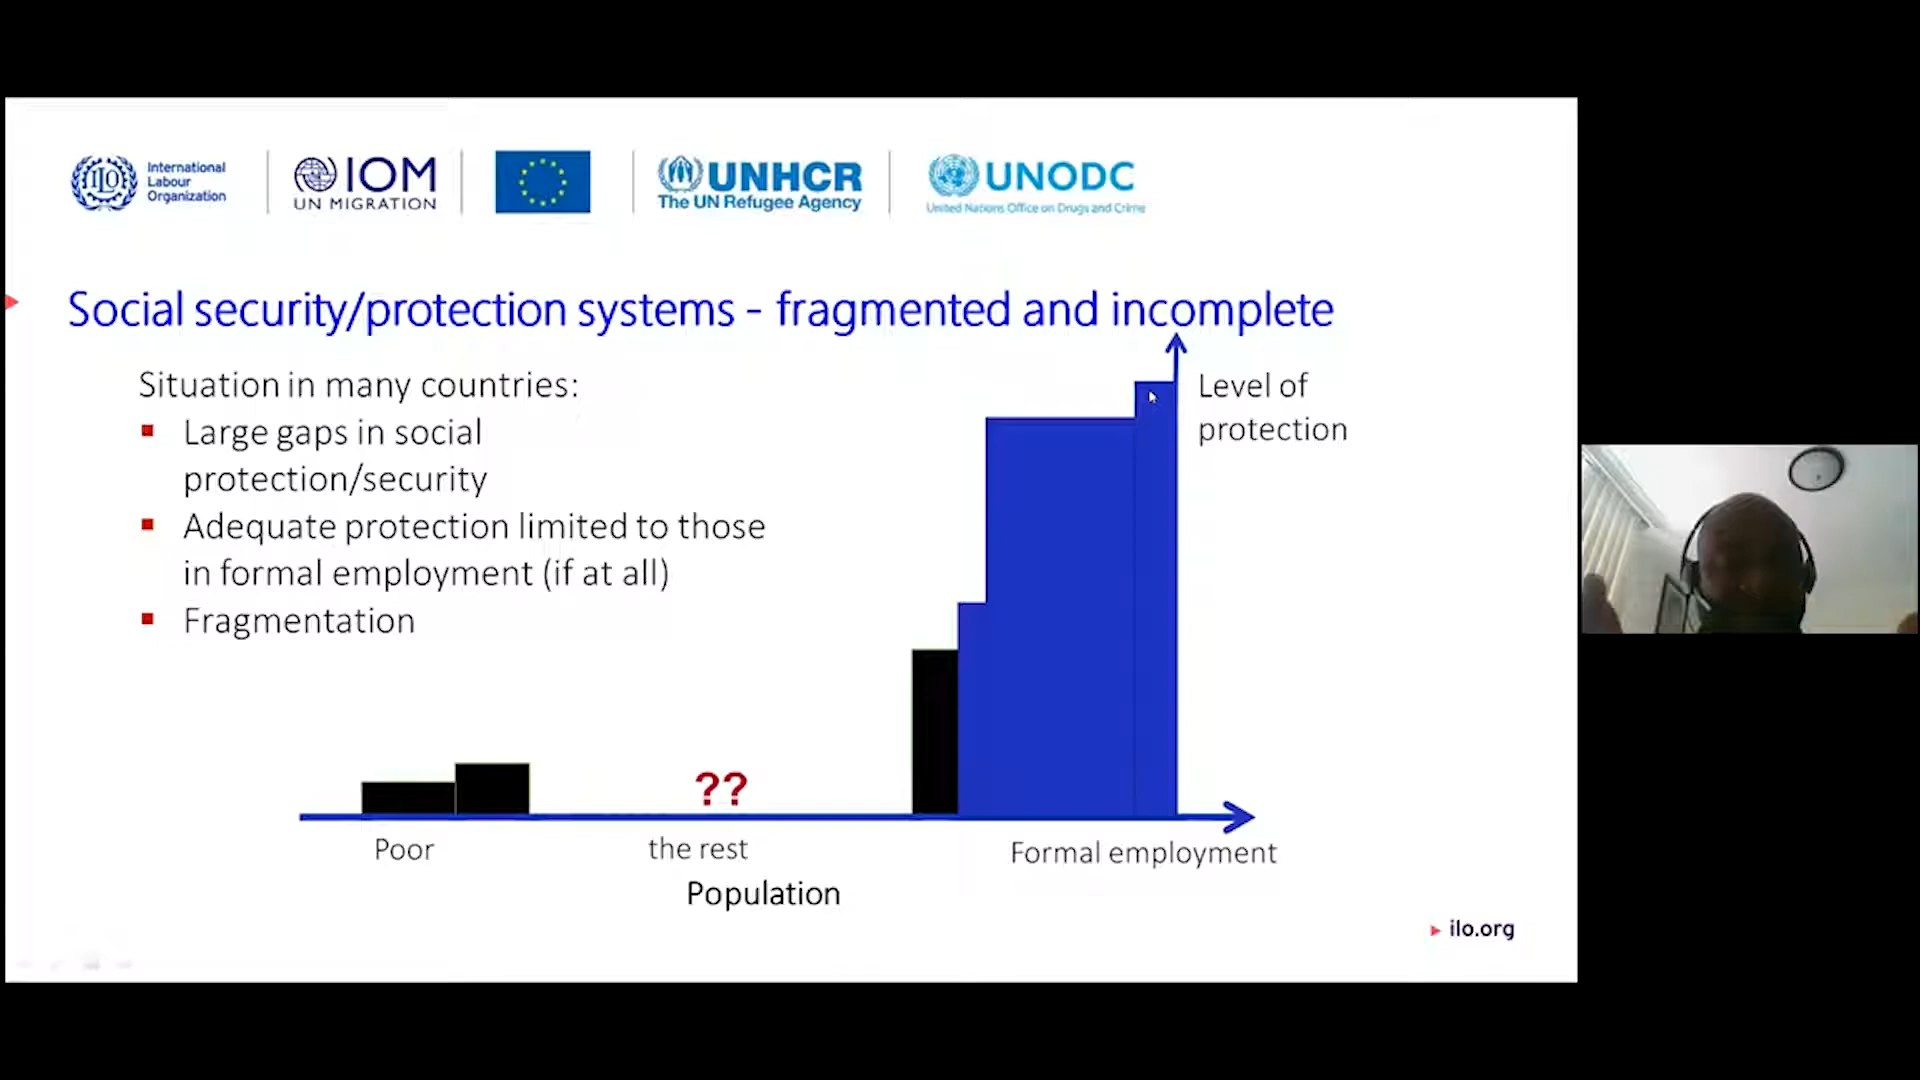 International
Labour
Organization
IOM
UN MIGRATION
UNHCR
The UN Refugee Agency
UNODC
United Nations Office on Drugs and Crime
Social security/protection systems - fragmented and incomplete
Situation in many countries:
Large gaps in social
protection/security
Adequate protection limited to those
in formal employment (if at all)
Fragmentation
Level of
protection
??
Poor
the rest
Formal employment
Population
ilo.org